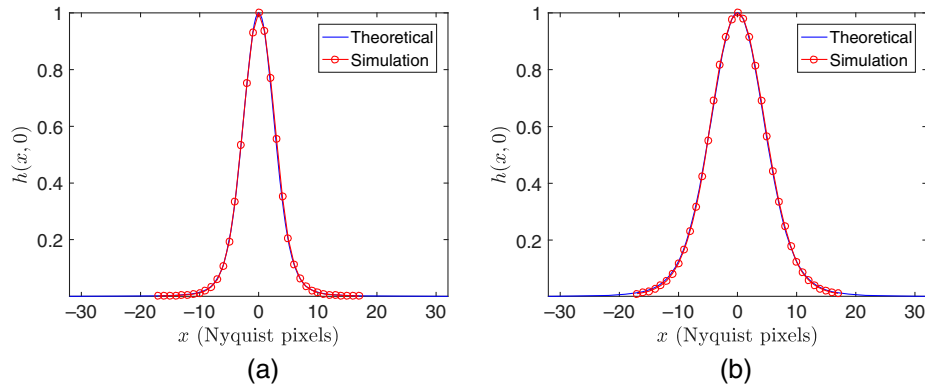 1
0.8
0.6
0.4
0.2
h(x, 0)
−30 −20 −10 0 10 20 30
x (Nyquist pixels)
Theoretical
Simulation
(a)
1
0.8
0.6
0.4
0.2
h(x, 0)
−30 −20 −10 0 10 20 30
x (Nyquist pixels)
Theoretical
Simulation
(b)